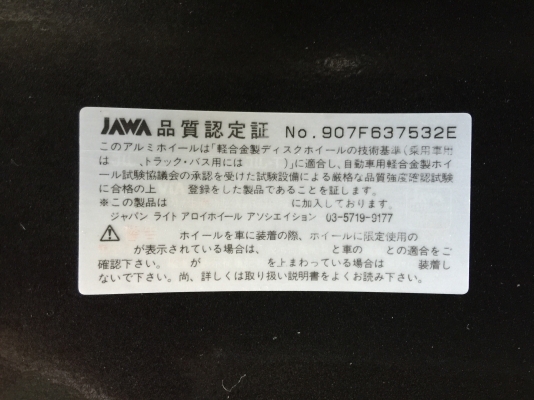 JAWA 品質認定証 No.907F637532E
このアルミホイールは「軽合金製ディスクホイールの技術基準(乗用車用
は 、トラック・バス用には )」に適合し、自動車用軽合金製ホイ
ール試験協議会の承認を受けた試験設備による厳格な品質強度確認試験
に合格の上 登録をした製品であることを証します。
※この製品は に加入しております。
ジャパン ライト アロイホイール アソシエイション 03-5719-9177
ホイールを車に装着の際、ホイールに限定使用の
が表示されている場合は、 と車の との適合をご
確認下さい。 が を上まわっている場合は 装着し
ないで下さい。尚、詳しくは取り扱い説明書をよくお読み下さい。